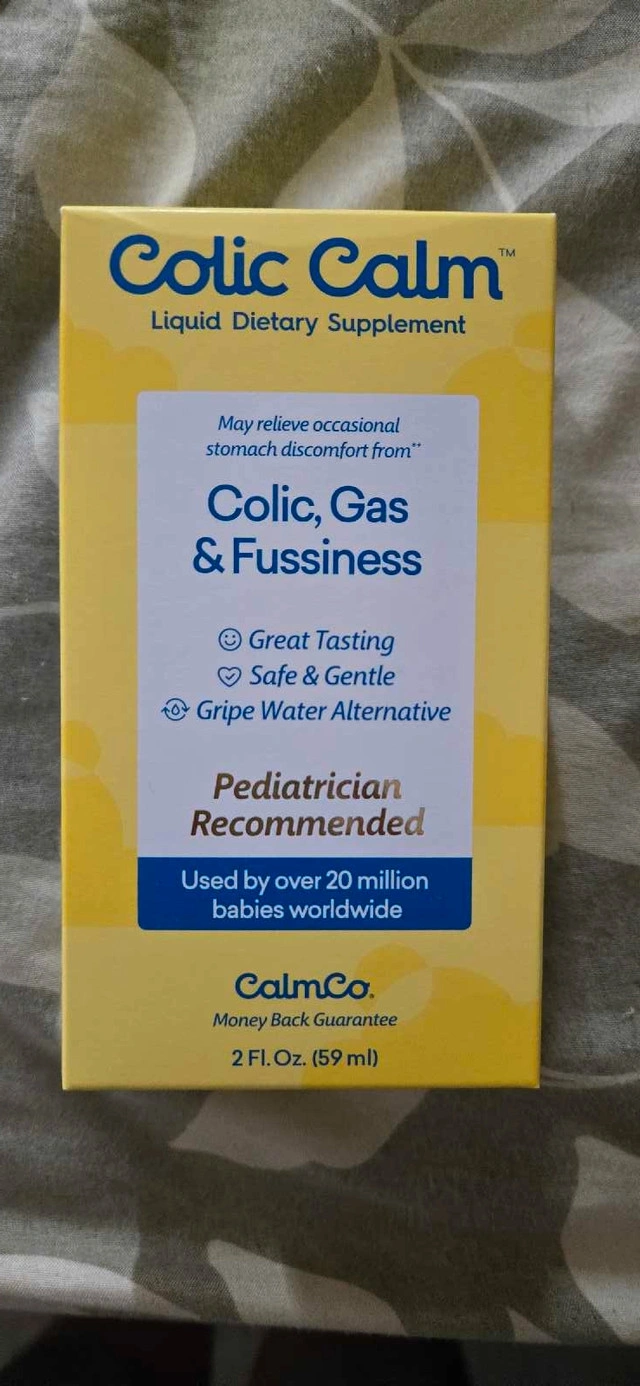 Colic Calm™
Liquid Dietary Supplement
May relieve occasional
stomach discomfort from**
Colic, Gas
& Fussiness
Great Tasting
Safe & Gentle
Gripe Water Alternative
Pediatrician
Recommended
Used by over 20 million
babies worldwide
CalmCo.
Money Back Guarantee
2 Fl. Oz. (59 ml)